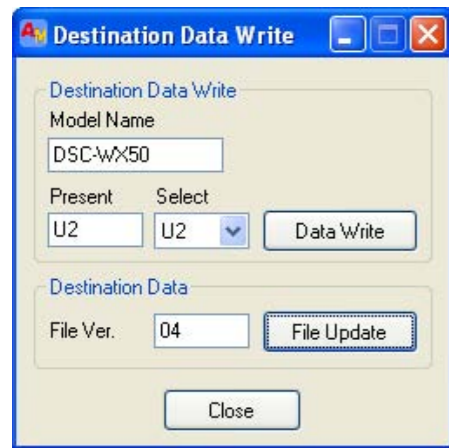 AM Destination Data Write
Destination Data Write
Model Name
DSC-WX50
Present Select
U2 U2 Data Write
Destination Data
File Ver. 04 File Update
Close